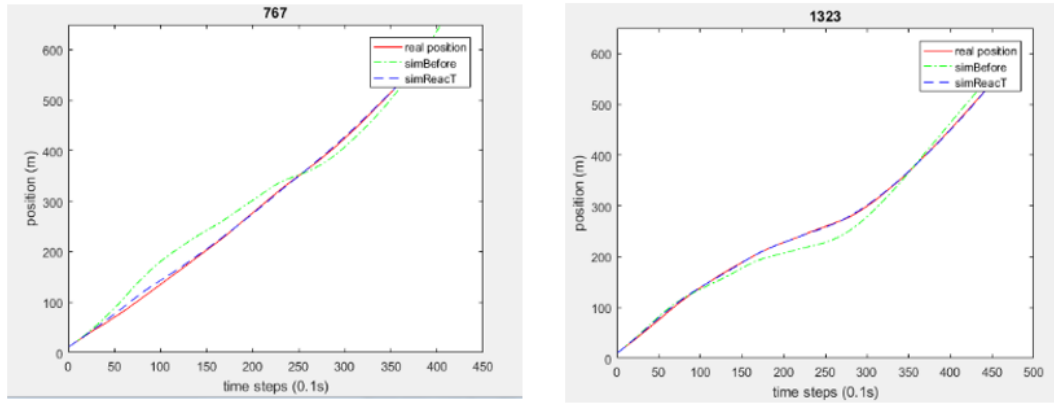 767
600
500
400
300
200
100
0
position (m)
real position
simBefore
simReacT
0 50 100 150 200 250 300 350 400 450
time steps (0.1s)
1323
600
500
400
300
200
100
0
position (m)
real position
simBefore
simReacT
0 50 100 150 200 250 300 350 400 450 500
time steps (0.1s)